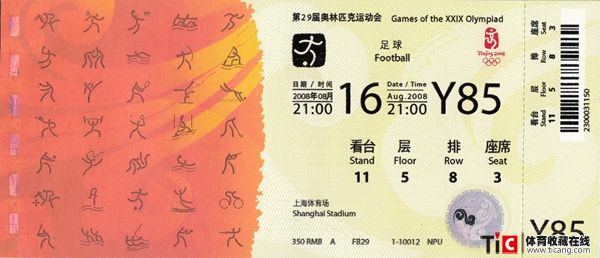 第29届奥林匹克运动会 Games of the XXIX Olympiad
足球
Football
Beijing 2008
日期 / 时间
2008年08月
21:00
16
Date / Time
Aug.2008
21:00
Y85
看台 层 排 座席
Stand Floor Row Seat
11 5 8 3
上海体育场
Shanghai Stadium
350 RMB A FB29 1-10012 NPU
座席 Seat 3
排 Row 8
层 Floor 5
看台 Stand 11
2300031150
Y85
TiC 体育收藏在线
www.ticang.com